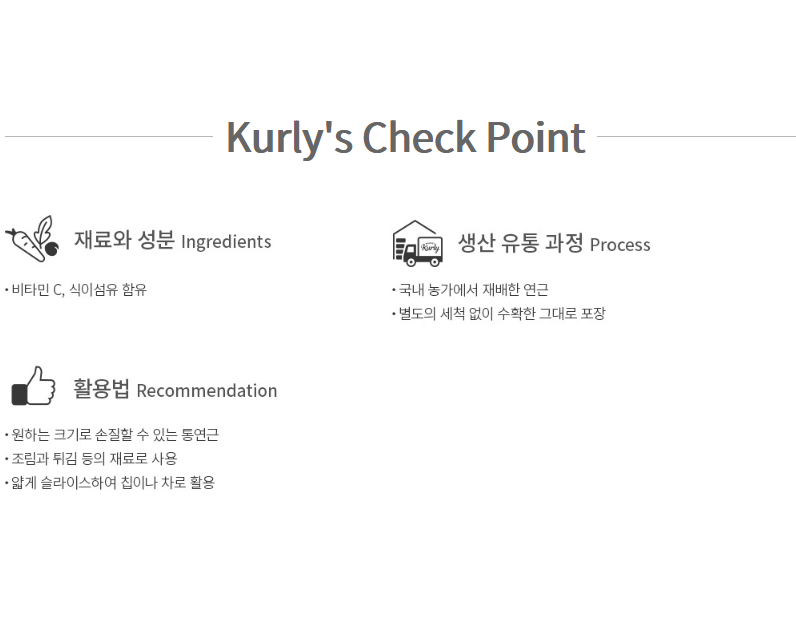 Kurly's Check Point
재료와 성분 Ingredients
• 비타민 C, 식이섬유 함유
Kurly
생산 유통 과정 Process
• 국내 농가에서 재배한 연근
• 별도의 세척 없이 수확한 그대로 포장
활용법 Recommendation
• 원하는 크기로 손질할 수 있는 통연근
• 조림과 튀김 등의 재료로 사용
• 얇게 슬라이스하여 칩이나 차로 활용